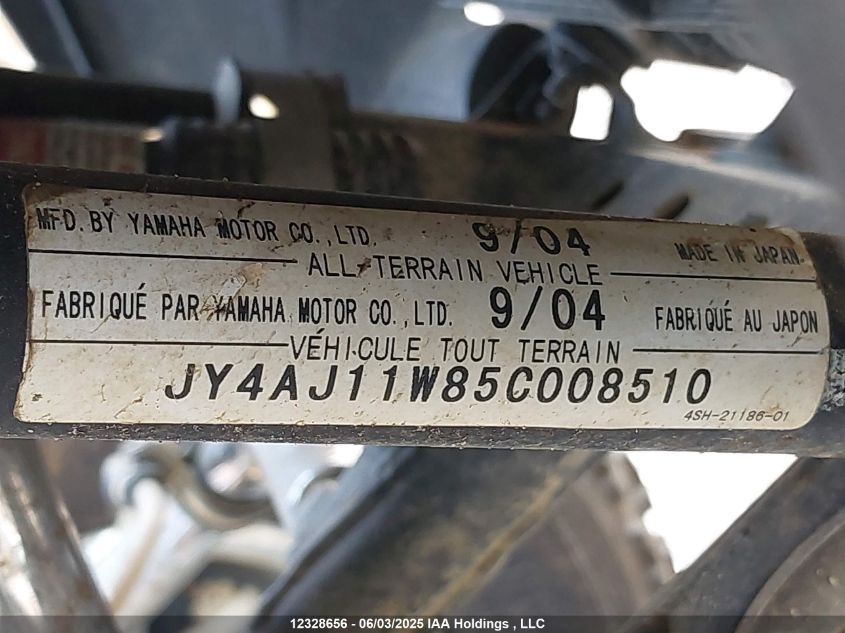 MFD. BY YAMAHA MOTOR CO., LTD. 9/04 MADE IN JAPAN
ALL-TERRAIN VEHICLE
FABRIQUÉ PAR YAMAHA MOTOR CO., LTD. 9/04 FABRIQUÉ AU JAPON
VÉHICULE TOUT TERRAIN
JY4AJ11W85C008510
4SH-21186-01
12328656 - 06/03/2025 IAA Holdings , LLC